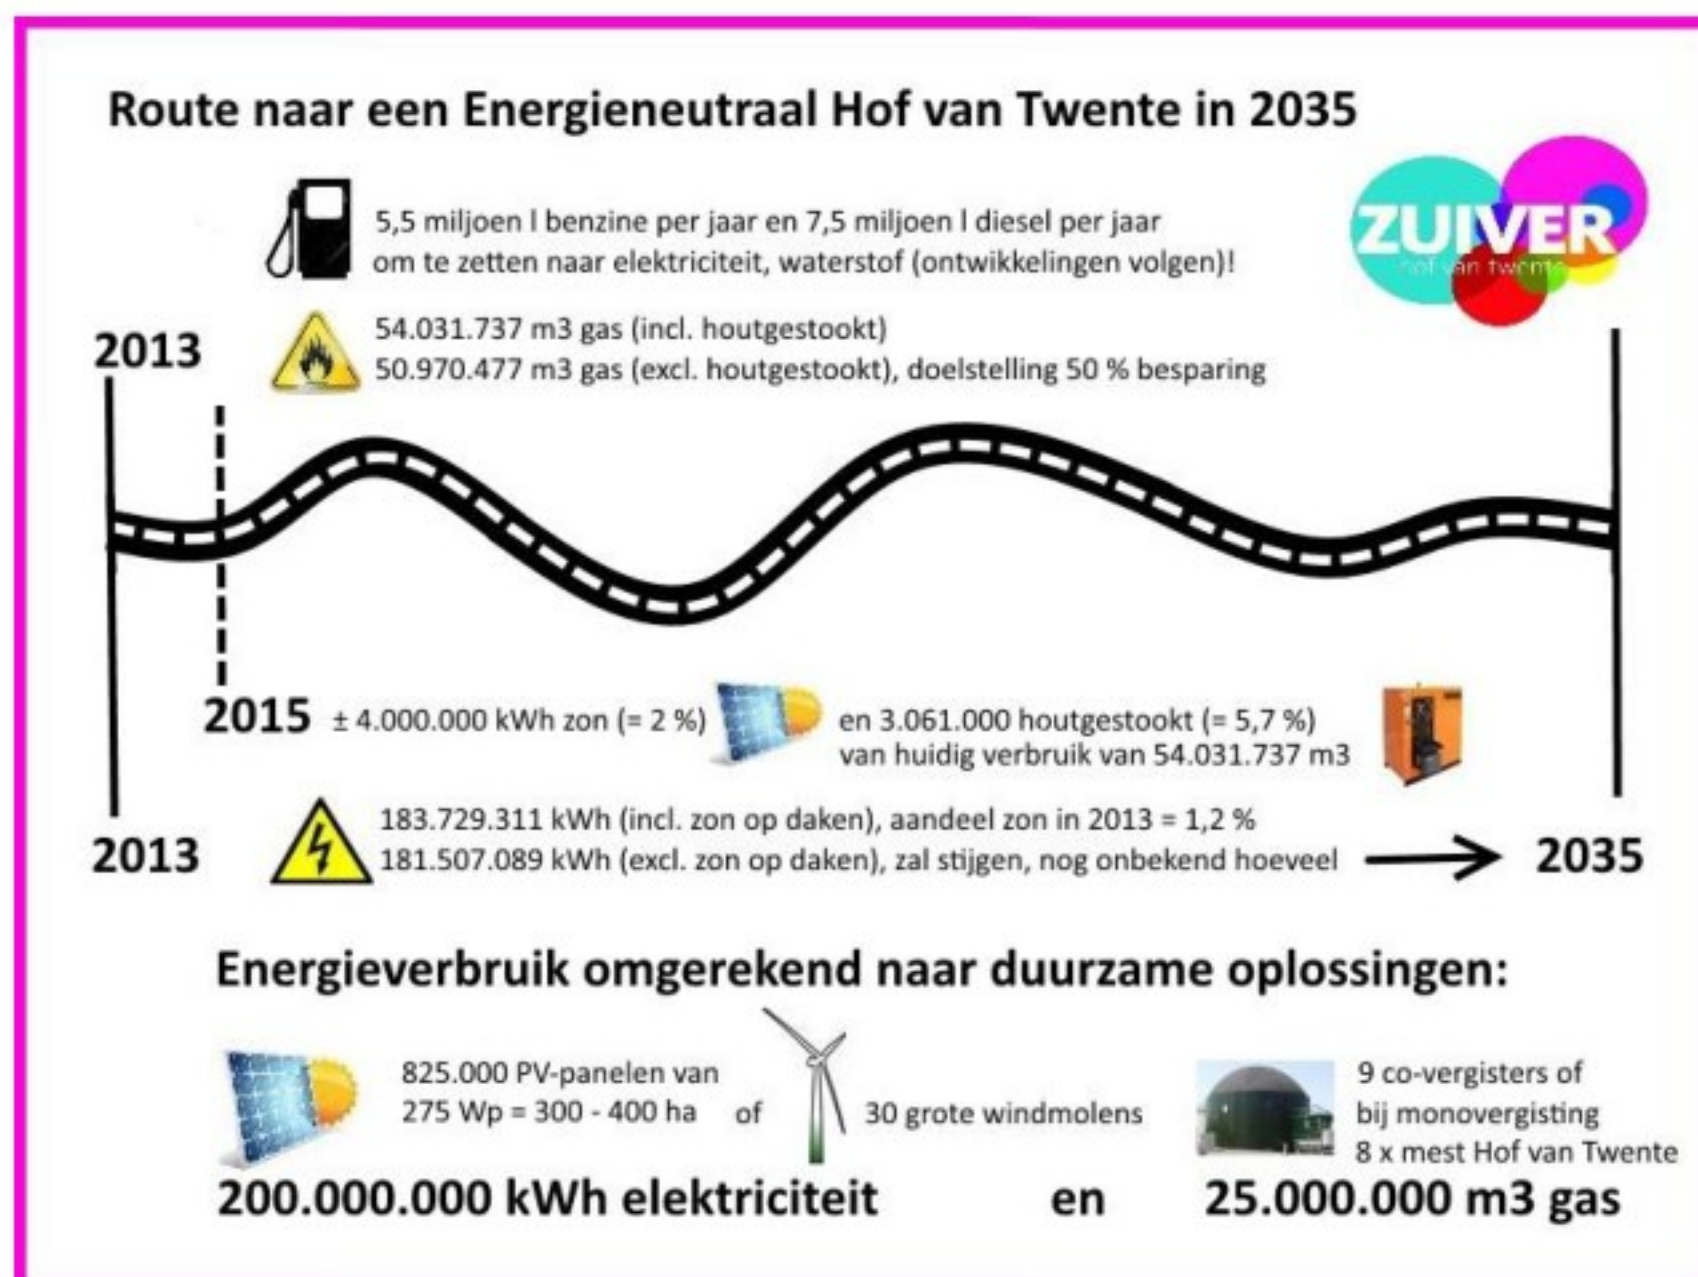 Route naar een Energieneutraal Hof van Twente in 2035
5,5 miljoen l benzine per jaar en 7,5 miljoen l diesel per jaar
om te zetten naar elektriciteit, waterstof (ontwikkelingen volgen)!
ZUIVER
hof van twente
54.031.737 m3 gas (incl. houtgestookt)
50.970.477 m3 gas (excl. houtgestookt), doelstelling 50 % besparing
2013
2015 ± 4.000.000 kWh zon (= 2 %)
en 3.061.000 houtgestookt (= 5,7 %)
van huidig verbruik van 54.031.737 m3
183.729.311 kWh (incl. zon op daken), aandeel zon in 2013 = 1,2 %
181.507.089 kWh (excl. zon op daken), zal stijgen, nog onbekend hoeveel
2013
2035
Energieverbruik omgerekend naar duurzame oplossingen:
825.000 PV-panelen van
275 Wp = 300 - 400 ha of
30 grote windmolens
9 co-vergisters of
bij monovergisting
8 x mest Hof van Twente
200.000.000 kWh elektriciteit en 25.000.000 m3 gas